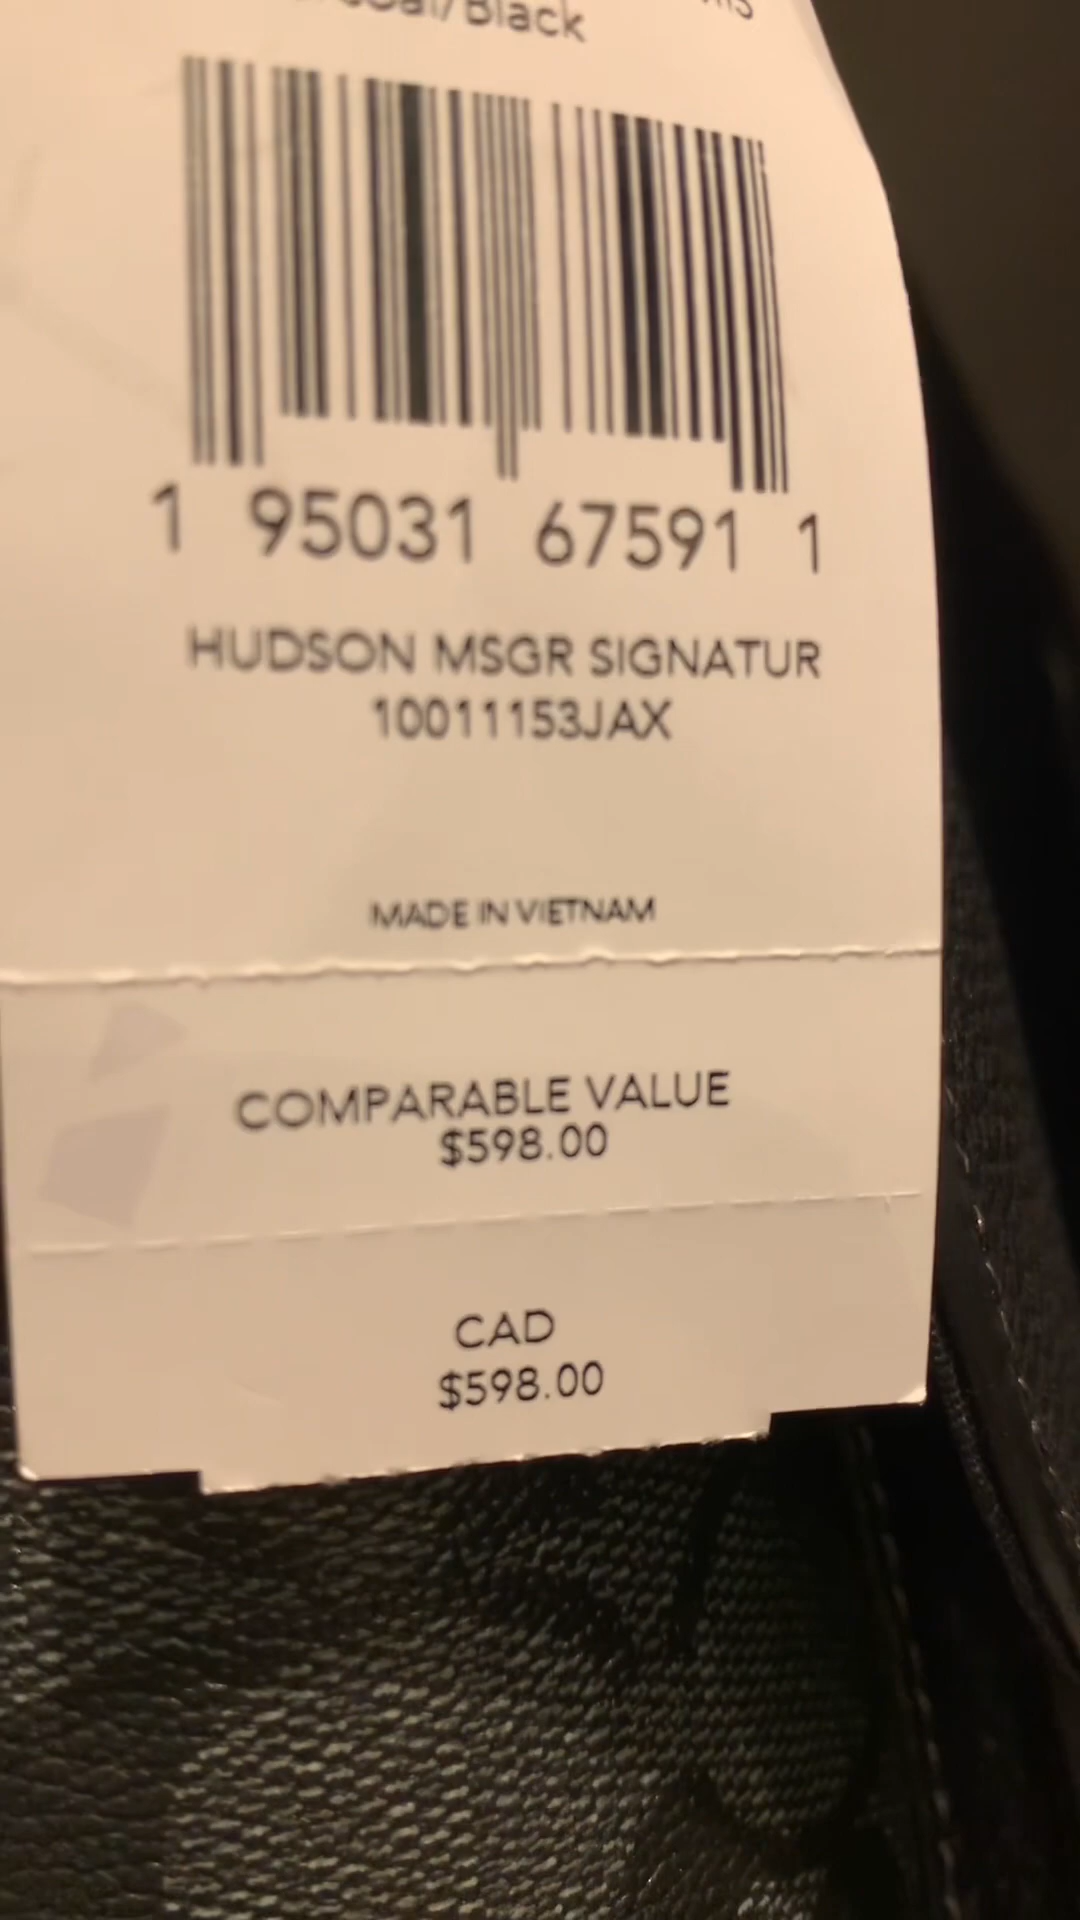 /Black
1 95031 67591 1
HUDSON MSGR SIGNATUR
10011153JAX
MADE IN VIETNAM
COMPARABLE VALUE
$598.00
CAD
$598.00